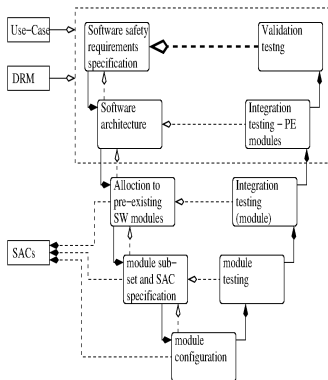 Use-Case
DRM
Software safety
requirements
specification
Validation
testng
Software
architecture
Integration
testing - PE
modules
Alloction to
pre-existing
SW modules
Integration
testing
(module)
SACs
module sub-
set and SAC
specification
module
testing
module
configuration